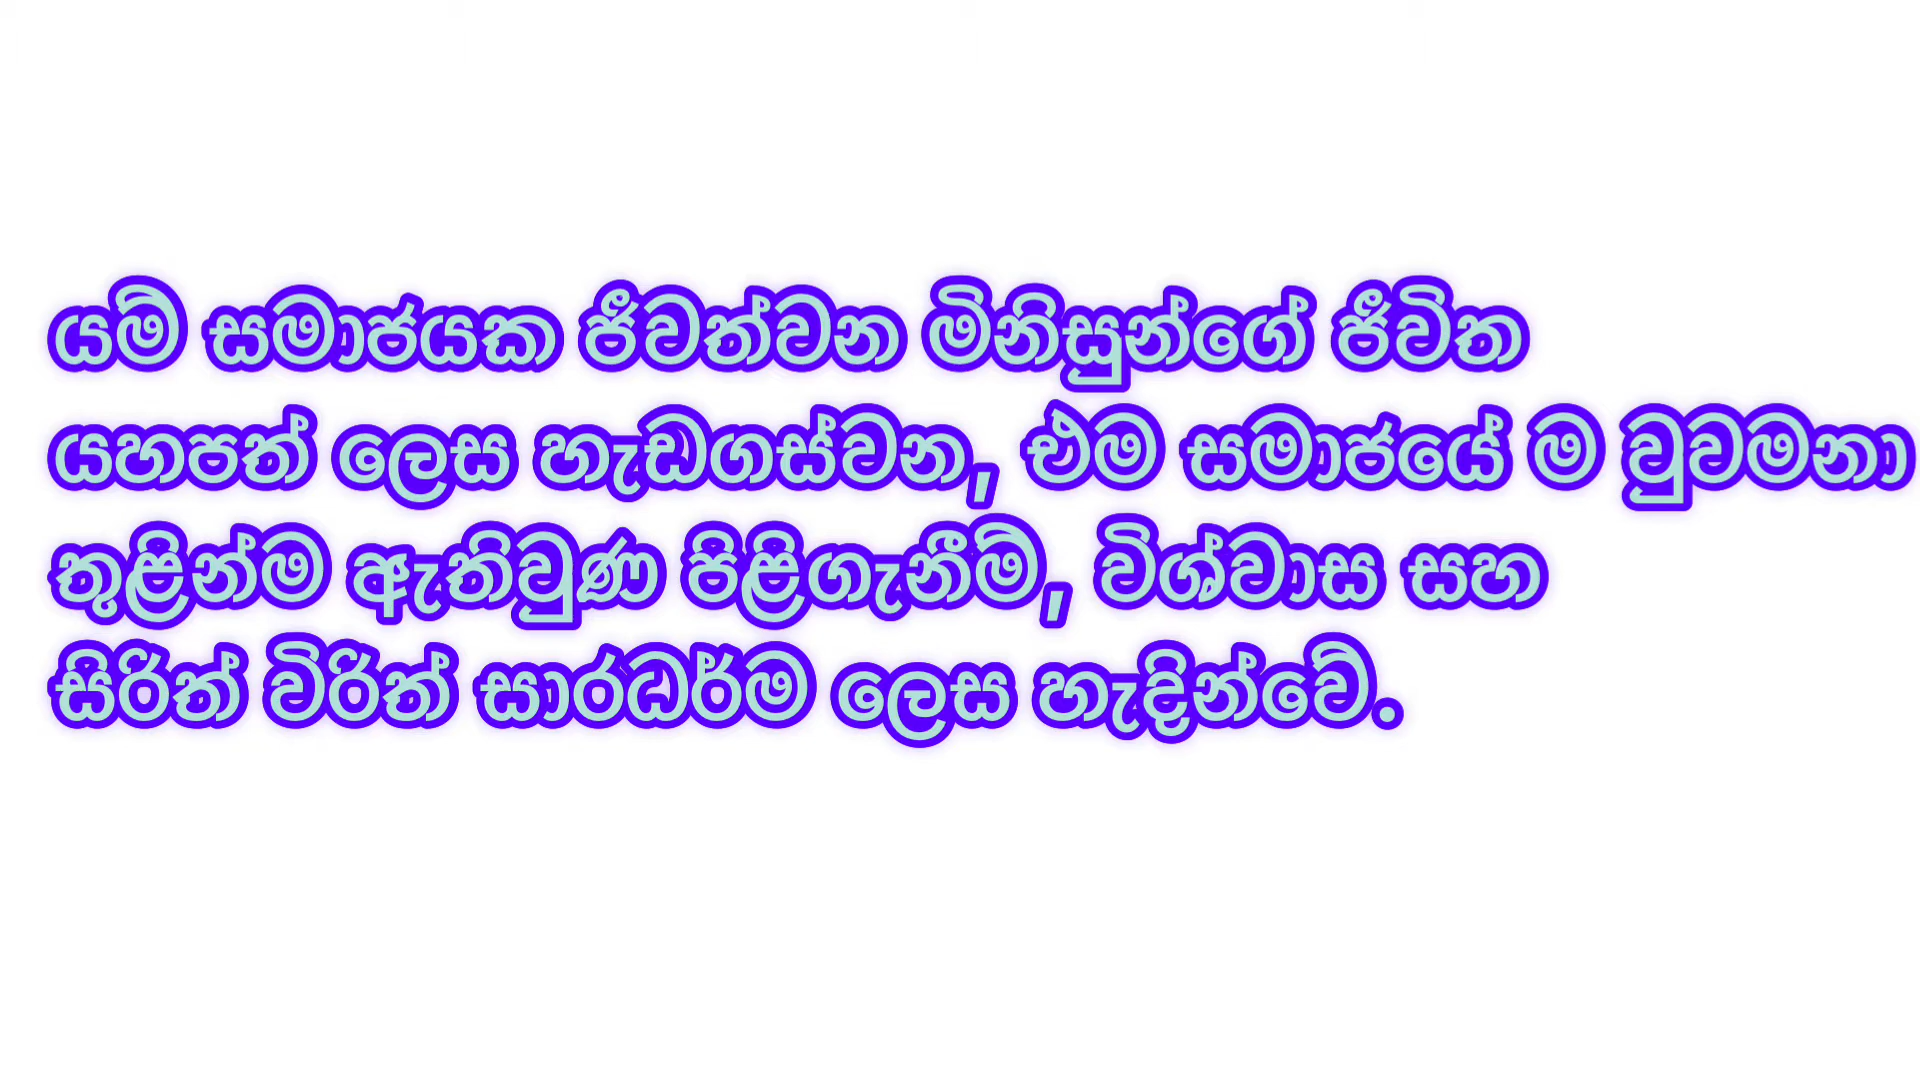 යම් සමාජයක ජීවත්වන මිනිසුන්ගේ ජීවිත
යහපත් ලෙස හැඩගස්වන, එම සමාජයේ ම වුවමනා
තුළින්ම ඇතිවුණ පිළිගැනීම්, විශ්වාස සහ
සිරිත් විරිත් සාරධර්ම ලෙස හැදින්වේ.